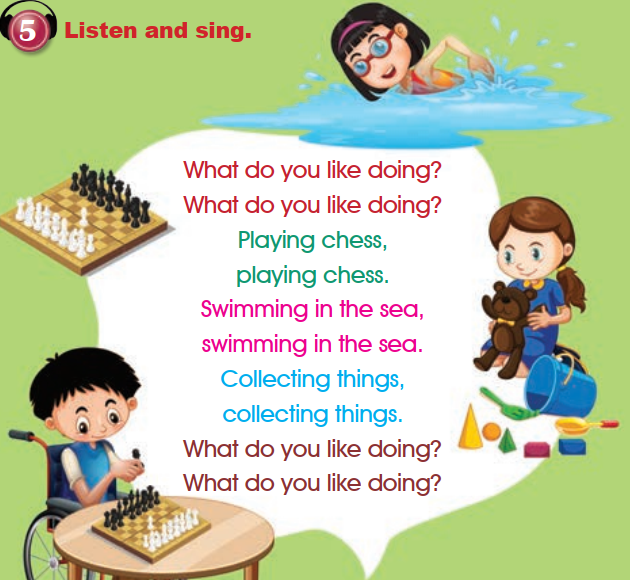 5 Listen and sing.
What do you like doing?
What do you like doing?
Playing chess,
playing chess.
Swimming in the sea,
swimming in the sea.
Collecting things,
collecting things.
What do you like doing?
What do you like doing?